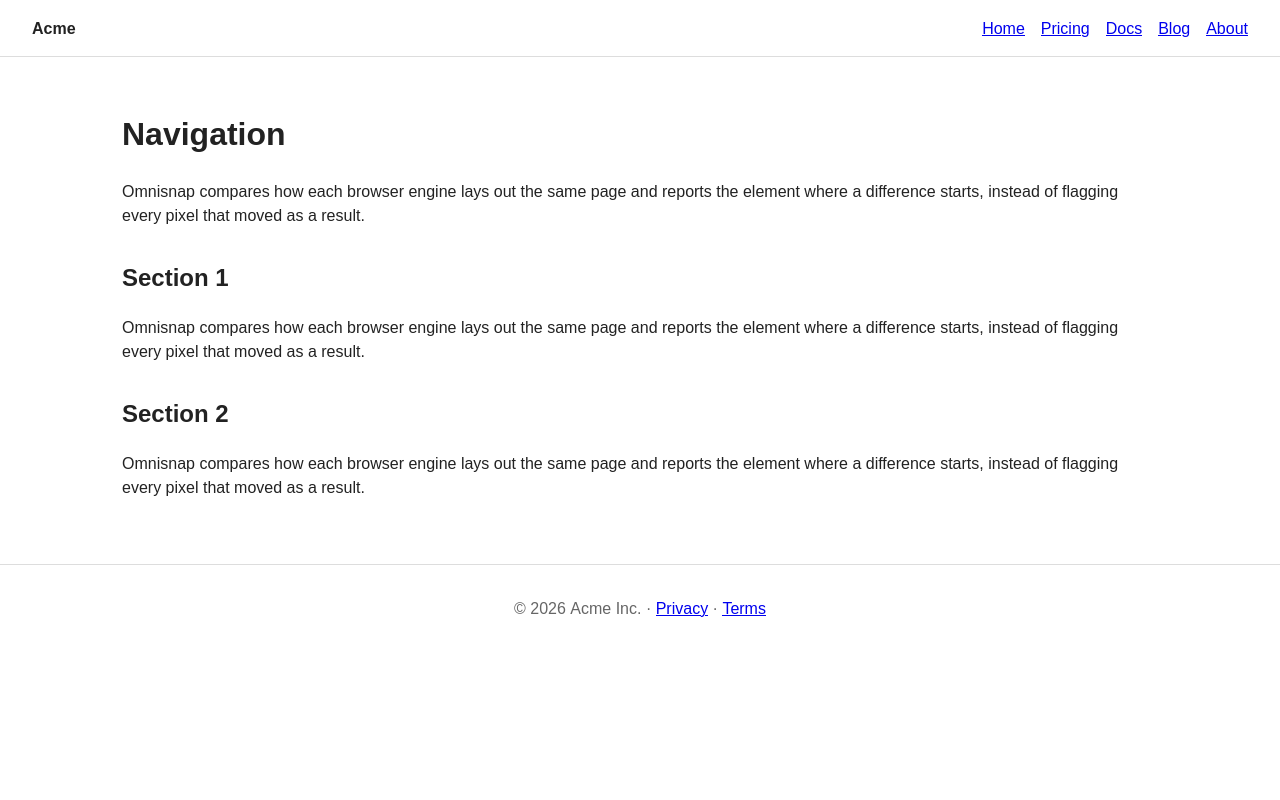 Acme
Home Pricing Docs Blog About
Navigation
Omnisnap compares how each browser engine lays out the same page and reports the element where a difference starts, instead of flagging
every pixel that moved as a result.
Section 1
Omnisnap compares how each browser engine lays out the same page and reports the element where a difference starts, instead of flagging
every pixel that moved as a result.
Section 2
Omnisnap compares how each browser engine lays out the same page and reports the element where a difference starts, instead of flagging
every pixel that moved as a result.
© 2026 Acme Inc. · Privacy · Terms